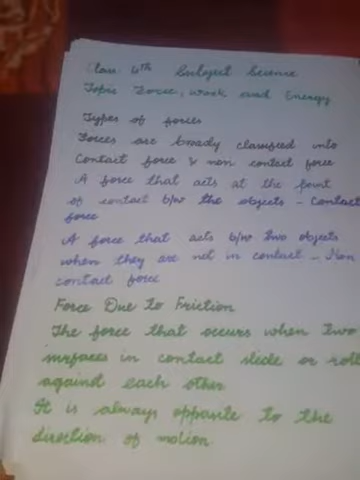 Class 6th Subject Science
Topic Force, work and Energy
Types of forces
Forces are broadly classified into
Contact force & non contact force
A force that acts at the point
of contact b/w the objects - Contact
force
A force that acts b/w two objects
when they are not in contact - Non
contact force
Force Due to Friction
The force that occurs when two
surfaces in contact slide or roll
against each other
It is always opposite to the
direction of motion